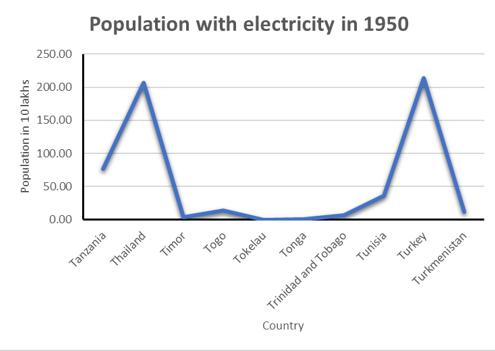 Population with electricity in 1950
Population in 10 lakhs
250.00
200.00
150.00
100.00
50.00
0.00
Tanzania
Thailand
Timor
Togo
Tokelau
Tonga
Trinidad and Tobago
Tunisia
Turkey
Turkmenistan
Country